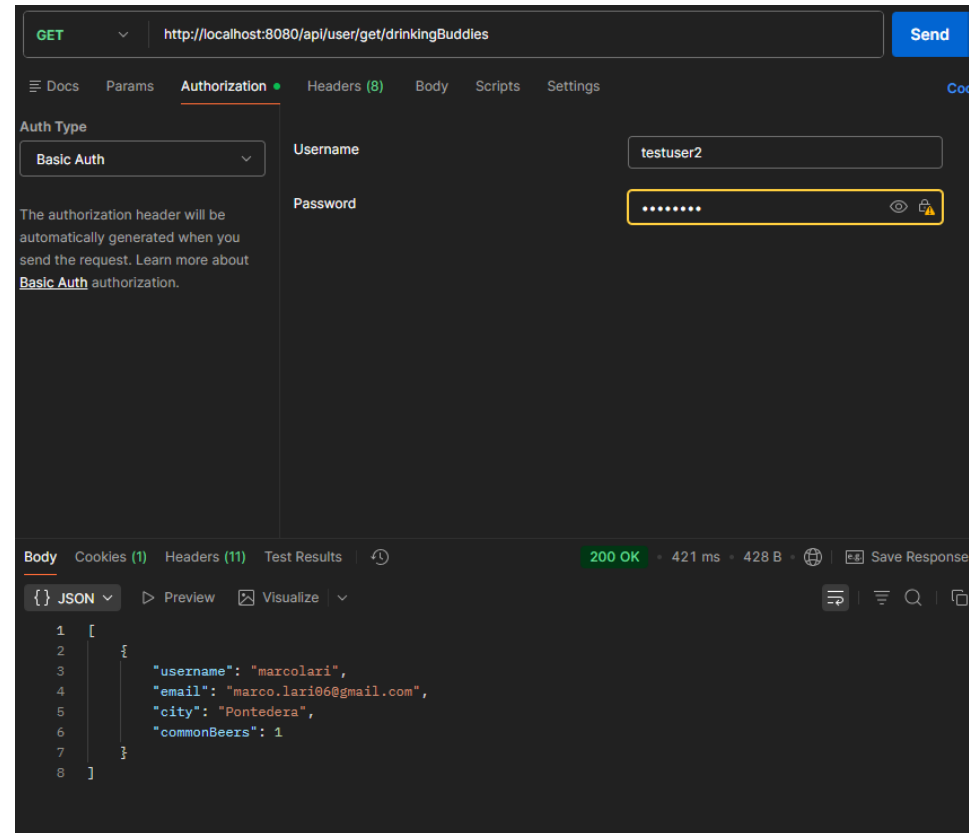 GET http://localhost:8080/api/user/get/drinkingBuddies Send
Docs Params Authorization Headers (8) Body Scripts Settings
Auth Type
Basic Auth
The authorization header will be
automatically generated when you
send the request. Learn more about
Basic Auth authorization.
Username testuser2
Password ••••••••
Body Cookies (1) Headers (11) Test Results 200 OK • 421 ms • 428 B • e.g. Save Response
{} JSON Preview Visualize
1 [
2 {
3 "username": "marcolari",
4 "email": "marco.lari06@gmail.com",
5 "city": "Pontedera",
6 "commonBeers": 1
7 }
8 ]